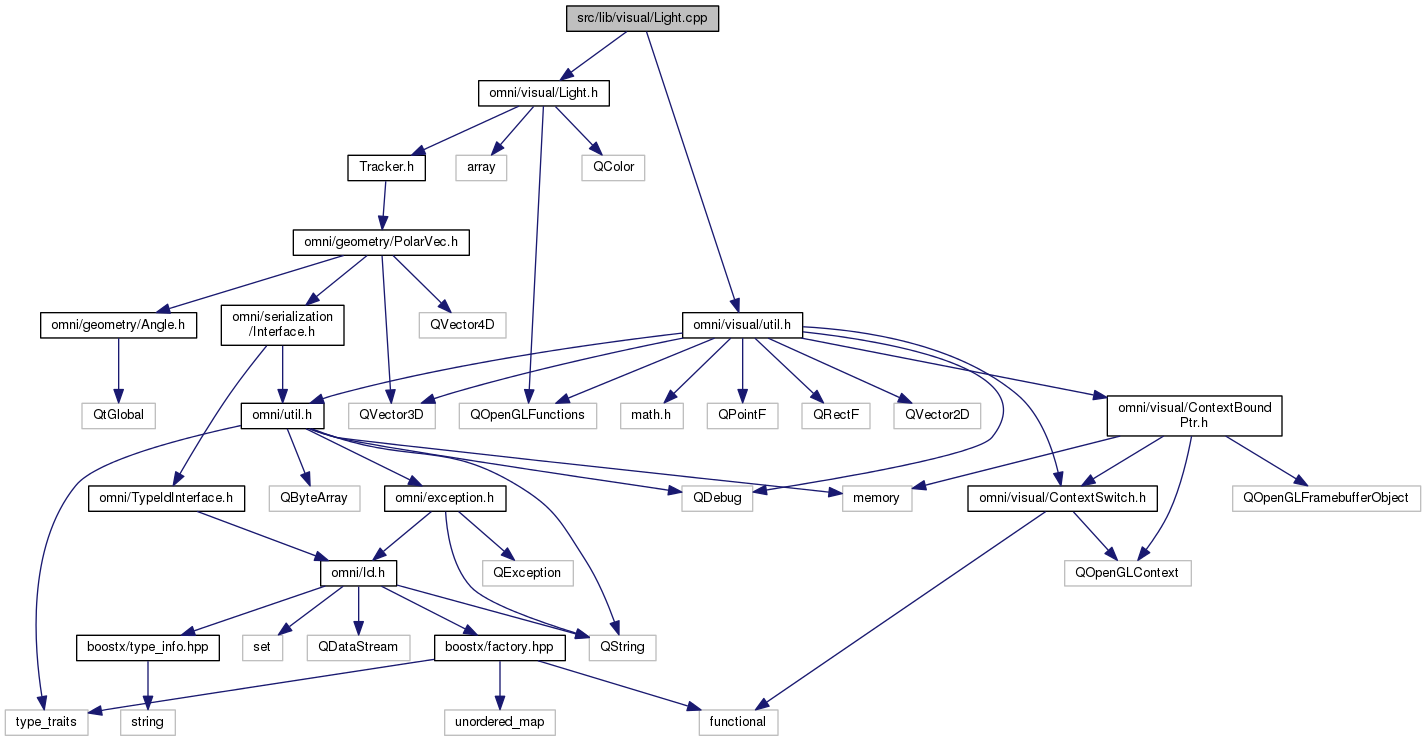 src/lib/visual/Light.cpp
omni/visual/Light.h
Tracker.h
array
QColor
omni/geometry/PolarVec.h
omni/geometry/Angle.h
omni/serialization
/Interface.h
QVector4D
omni/visual/util.h
QtGlobal
omni/util.h
QVector3D
QOpenGLFunctions
math.h
QPointF
QRectF
QVector2D
omni/visual/ContextBound
Ptr.h
omni/TypeIdInterface.h
QByteArray
omni/exception.h
QDebug
memory
omni/visual/ContextSwitch.h
QOpenGLFramebufferObject
omni/Id.h
QException
QOpenGLContext
boostx/type_info.hpp
set
QDataStream
boostx/factory.hpp
QString
type_traits
string
unordered_map
functional